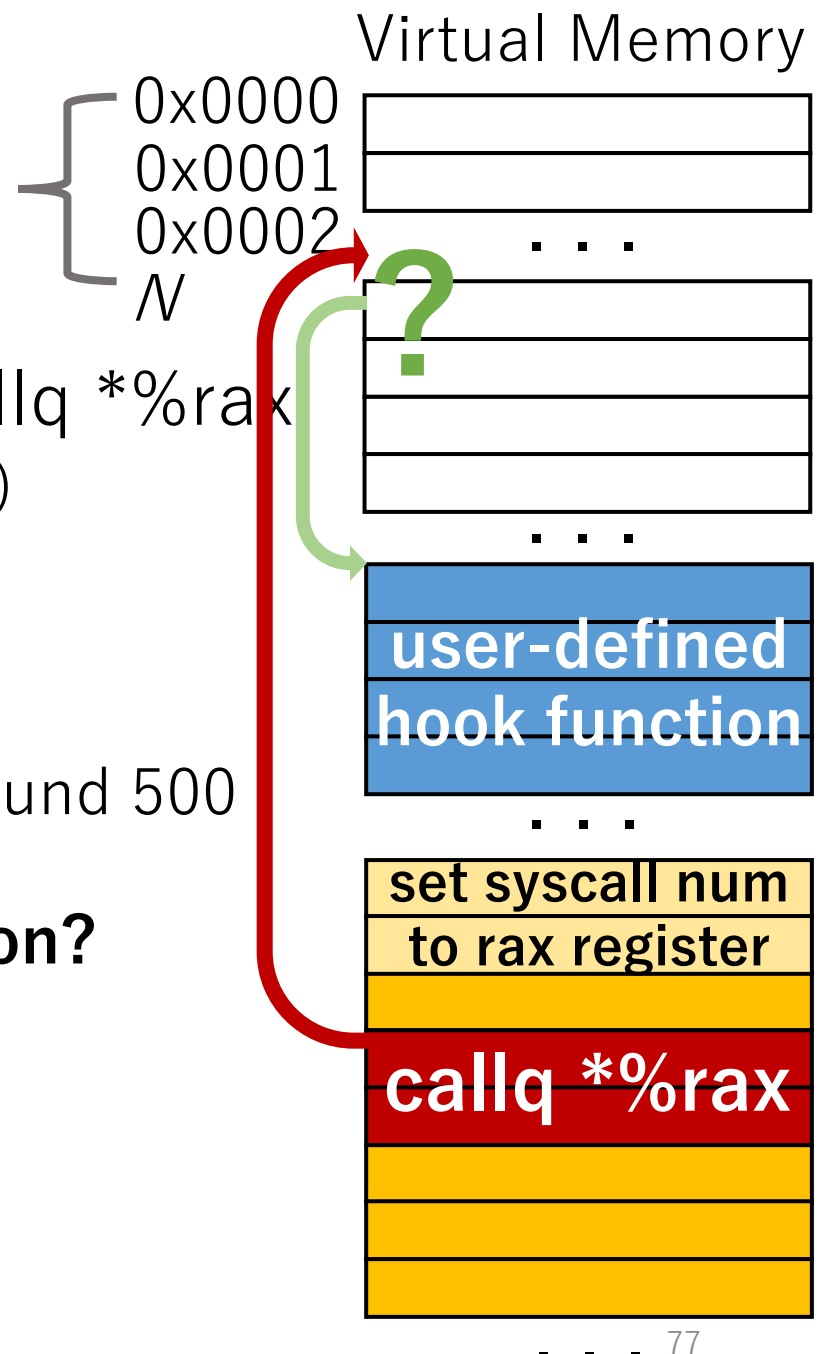 Virtual Memory
0x0000
0x0001
0x0002
. . .
N
?
llq *%rax
)
. . .
user-defined
hook function
und 500
. . .
set syscall num
on?
to rax register
callq *%rax
77
. . .